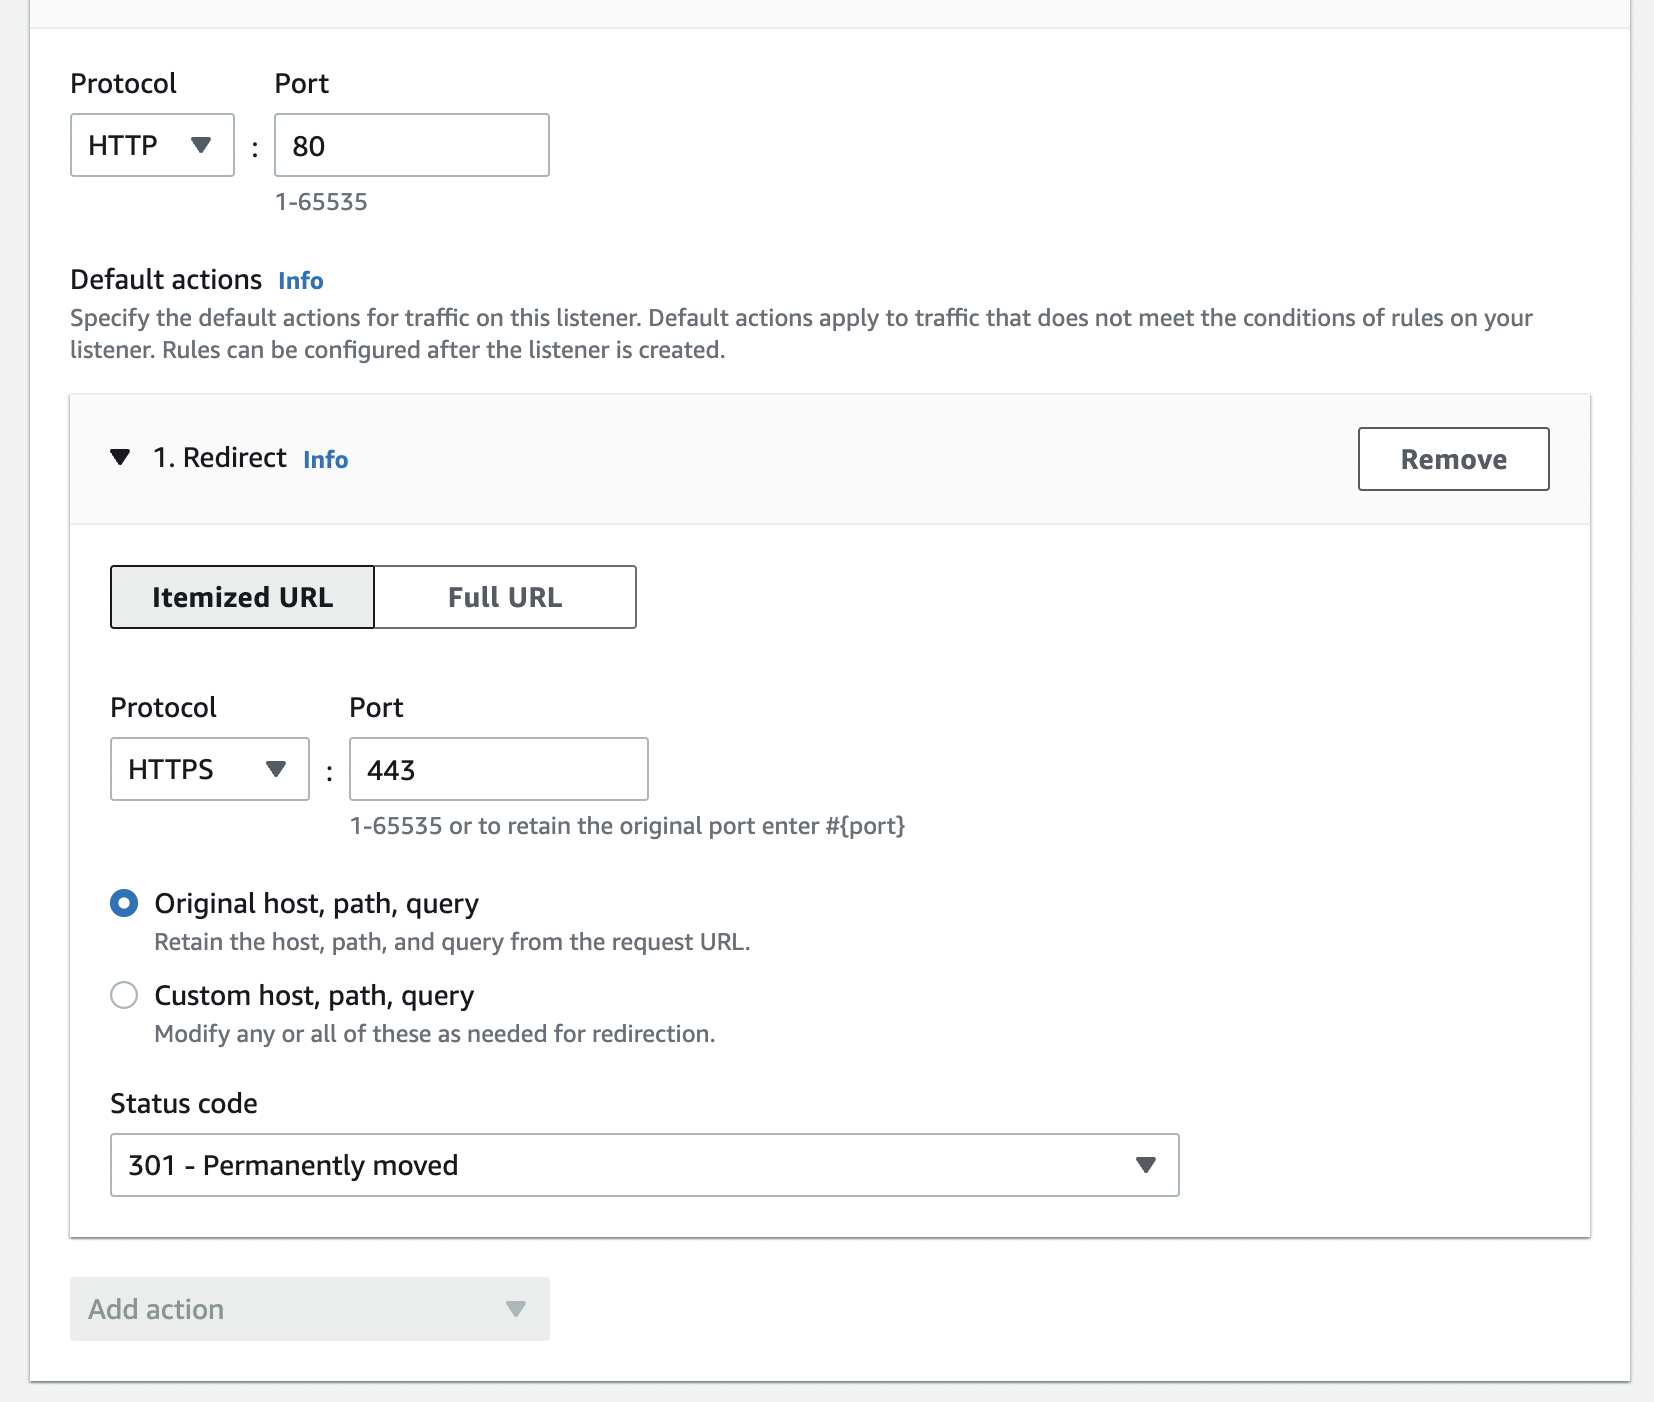 Protocol Port
HTTP : 80
1-65535
Default actions Info
Specify the default actions for traffic on this listener. Default actions apply to traffic that does not meet the conditions of rules on your
listener. Rules can be configured after the listener is created.
1. Redirect Info Remove
Itemized URL Full URL
Protocol Port
HTTPS : 443
1-65535 or to retain the original port enter #{port}
Original host, path, query
Retain the host, path, and query from the request URL.
Custom host, path, query
Modify any or all of these as needed for redirection.
Status code
301 - Permanently moved
Add action